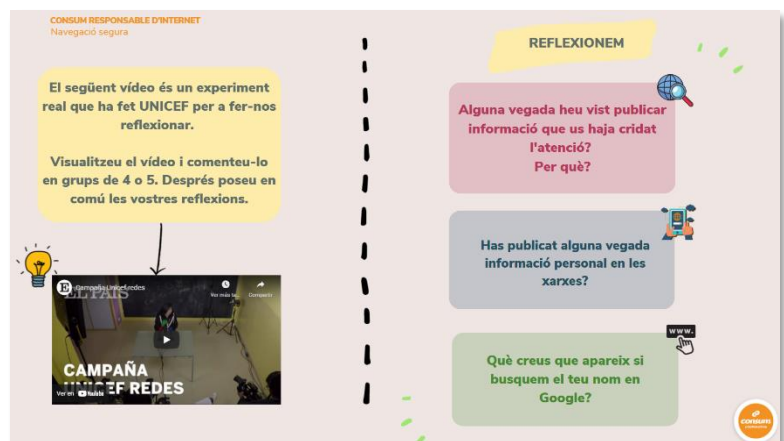 CONSUM RESPONSABLE D'INTERNET
Navegació segura
El següent vídeo és un experiment
real que ha fet UNICEF per a fer-nos
reflexionar.
Visualitzeu el vídeo i comenteu-lo
en grups de 4 o 5. Després poseu en
comú les vostres reflexions.
E
Campaña Unicef redes
EL PAÍS
Ver más ta...
Compartir
CAMPAÑA
UNICEF REDES
Ver en YouTube
REFLEXIONEM
Alguna vegada heu vist publicar
informació que us haja cridat
l'atenció?
Per què?
Has publicat alguna vegada
informació personal en les
xarxes?
www.
Què creus que apareix si
busquem el teu nom en
Google?
consum